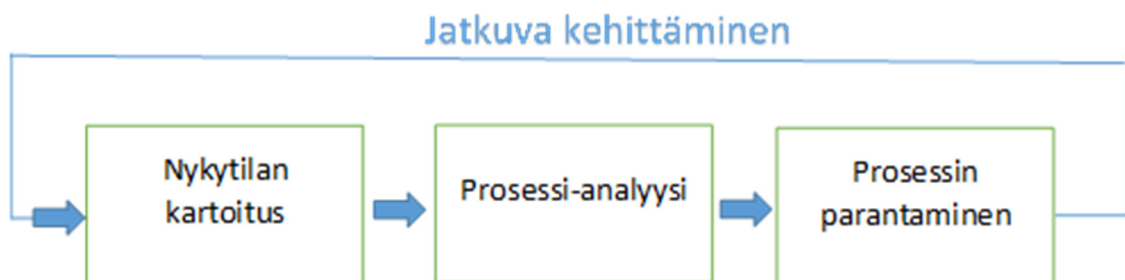 Jatkuva kehittäminen
Nykytilan
kartoitus
Prosessi-analyysi
Prosessin
parantaminen